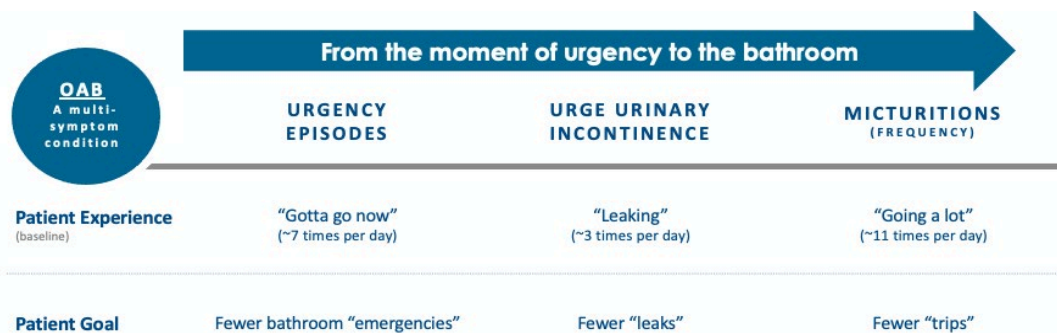 From the moment of urgency to the bathroom
OAB
A multi-
symptom
condition
URGENCY
EPISODES
URGE URINARY
INCONTINENCE
MICTURITIONS
(FREQUENCY)
Patient Experience
(baseline)
“Gotta go now”
(~7 times per day)
“Leaking”
(~3 times per day)
“Going a lot”
(~11 times per day)
Patient Goal
Fewer bathroom “emergencies”
Fewer “leaks”
Fewer “trips”